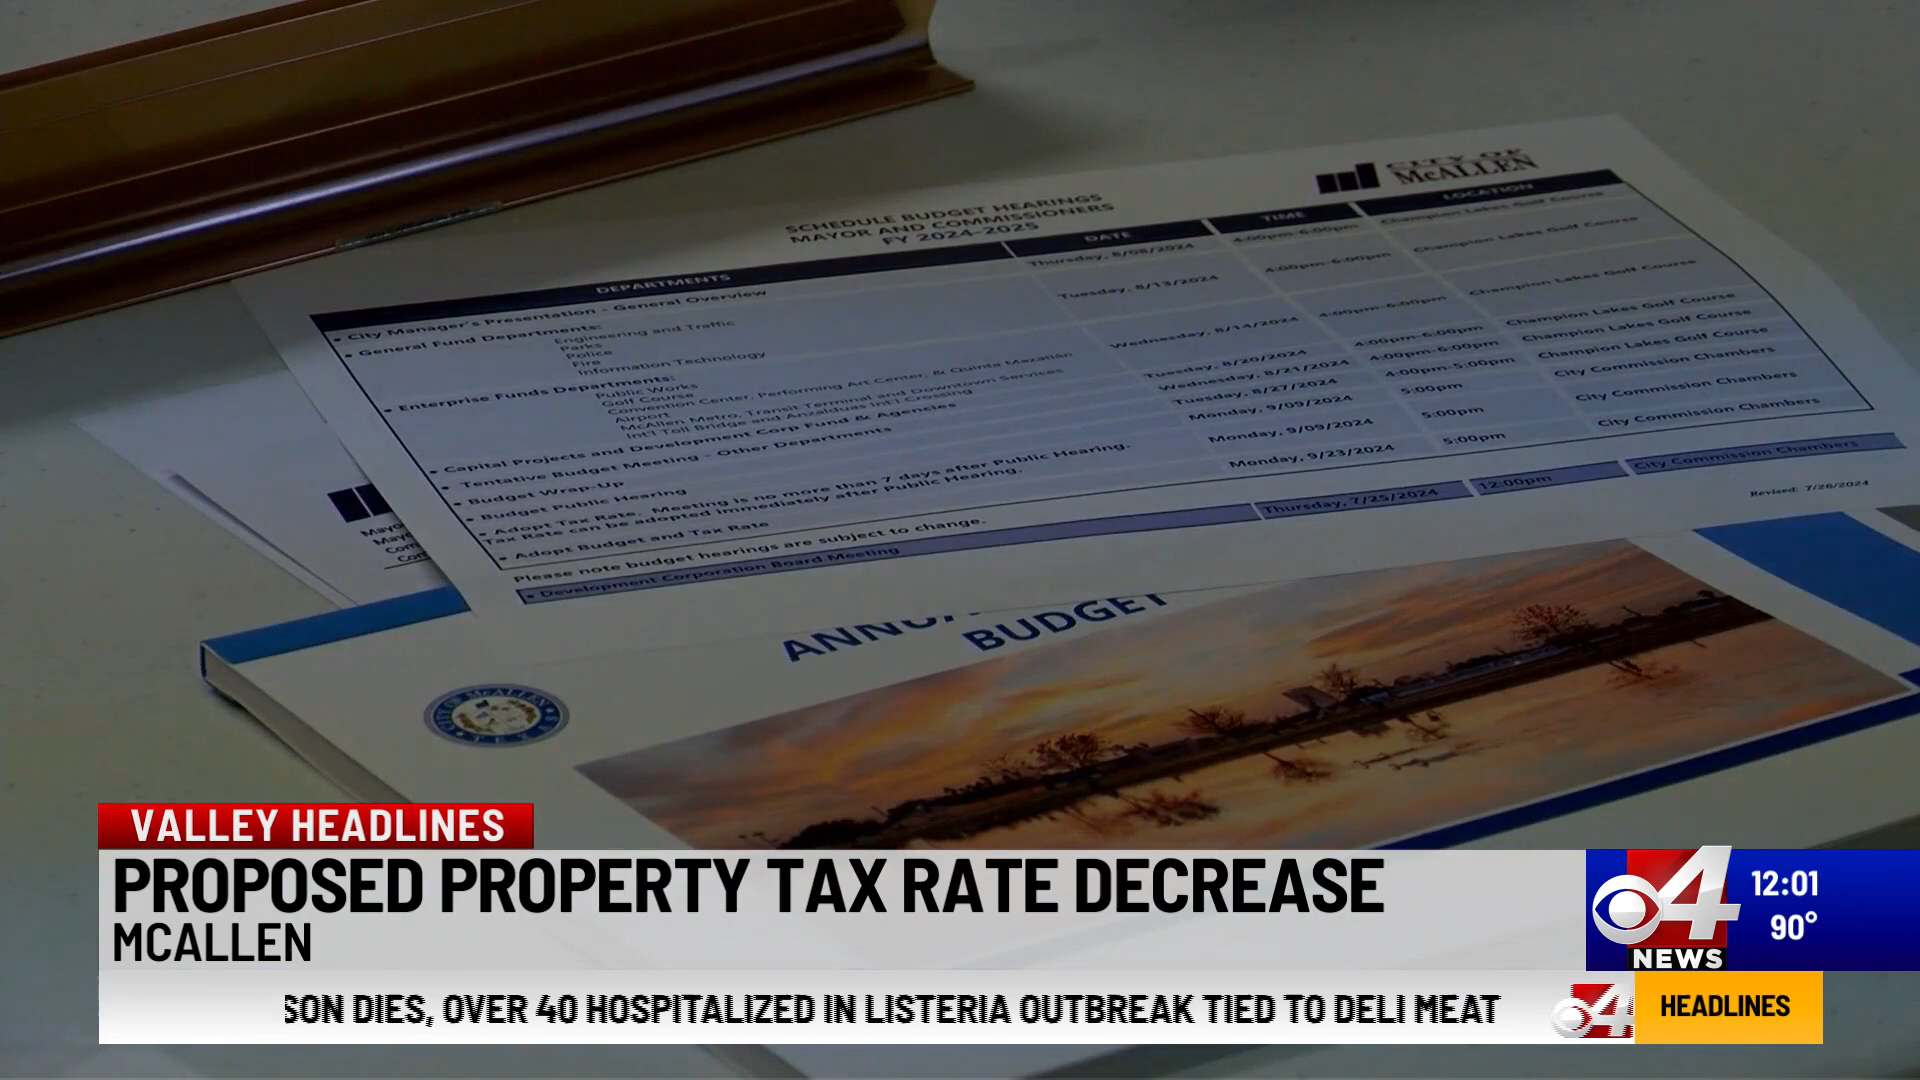 CITY OF
McALLEN
SCHEDULE BUDGET HEARINGS
MAYOR AND COMMISSIONERS
FY 2024-2025
DEPARTMENTS DATE TIME LOCATION
• City Manager's Presentation - General Overview Thursday, 8/08/2024 4:00pm-6:00pm Champion Lakes Golf Course
• General Fund Departments: Tuesday, 8/13/2024 4:00pm-6:00pm Champion Lakes Golf Course
Engineering and Traffic
Parks
Police
Fire
Information Technology
• Enterprise Funds Departments: Wednesday, 8/14/2024 4:00pm-6:00pm Champion Lakes Golf Course
Public Works
Golf Course
Convention Center, Performing Art Center, & Quinta Mazatlán
Airport
McAllen Metro, Transit Terminal and Downtown Services
Int'l Toll Bridge and Anzalduas Int'l Crossing
• Capital Projects and Development Corp Fund & Agencies Tuesday, 8/20/2024 4:00pm-6:00pm Champion Lakes Golf Course
• Tentative Budget Meeting - Other Departments Wednesday, 8/21/2024 4:00pm-6:00pm Champion Lakes Golf Course
• Budget Wrap-Up Tuesday, 8/27/2024 4:00pm-5:00pm Champion Lakes Golf Course
• Budget Public Hearing Monday, 9/09/2024 5:00pm City Commission Chambers
• Adopt Tax Rate. Meeting is no more than 7 days after Public Hearing. Monday, 9/09/2024 5:00pm City Commission Chambers
Tax Rate can be adopted immediately after Public Hearing.
• Adopt Budget and Tax Rate Monday, 9/23/2024 5:00pm City Commission Chambers
Please note budget hearings are subject to change.
• Development Corporation Board Meeting Thursday, 7/25/2024 12:00pm City Commission Chambers
Revised: 7/26/2024
BUDGET
CITY OF McALLEN
TEXAS
VALLEY HEADLINES
PROPOSED PROPERTY TAX RATE DECREASE
MCALLEN
4
NEWS
12:01
90°
SON DIES, OVER 40 HOSPITALIZED IN LISTERIA OUTBREAK TIED TO DELI MEAT
4
HEADLINES